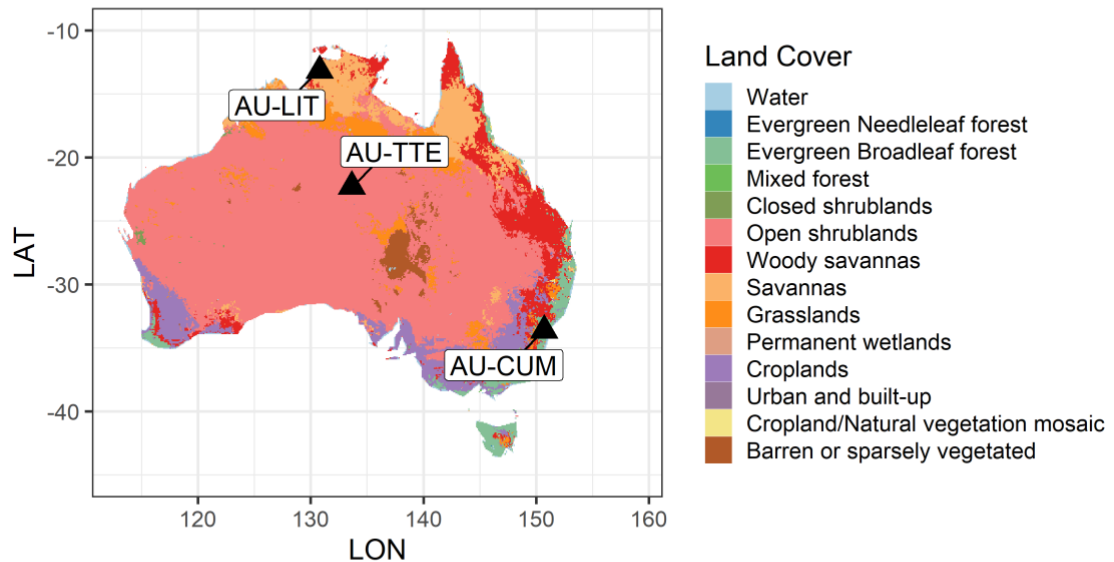 -10
-20
-30
-40
LAT
120
130
140
150
160
LON
AU-LIT
AU-TTE
AU-CUM
Land Cover
Water
Evergreen Needleleaf forest
Evergreen Broadleaf forest
Mixed forest
Closed shrublands
Open shrublands
Woody savannas
Savannas
Grasslands
Permanent wetlands
Croplands
Urban and built-up
Cropland/Natural vegetation mosaic
Barren or sparsely vegetated